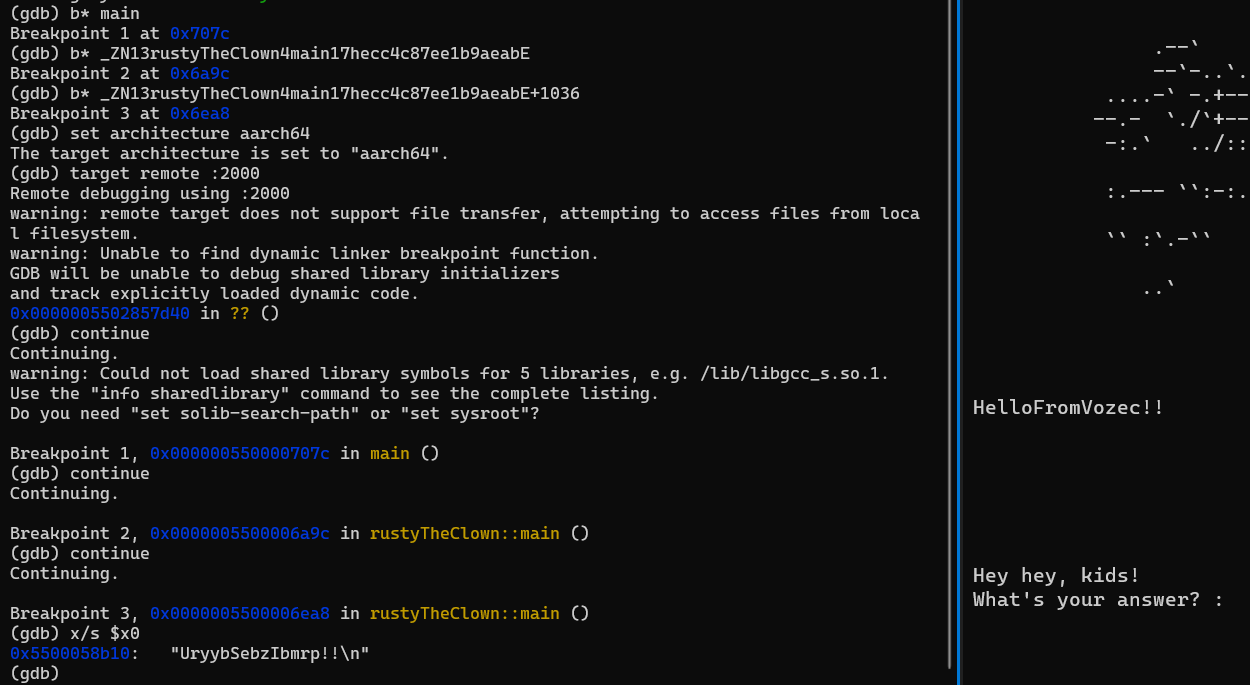 (gdb) b* main
Breakpoint 1 at 0x707c
(gdb) b* _ZN13rustyTheClown4main17hecc4c87ee1b9aeabE
Breakpoint 2 at 0x6a9c
(gdb) b* _ZN13rustyTheClown4main17hecc4c87ee1b9aeabE+1036
Breakpoint 3 at 0x6ea8
(gdb) set architecture aarch64
The target architecture is set to "aarch64".
(gdb) target remote :2000
Remote debugging using :2000
warning: remote target does not support file transfer, attempting to access files from loca
l filesystem.
warning: Unable to find dynamic linker breakpoint function.
GDB will be unable to debug shared library initializers
and track explicitly loaded dynamic code.
0x0000005502857d40 in ?? ()
(gdb) continue
Continuing.
warning: Could not load shared library symbols for 5 libraries, e.g. /lib/libgcc_s.so.1.
Use the "info sharedlibrary" command to see the complete listing.
Do you need "set solib-search-path" or "set sysroot"?
Breakpoint 1, 0x000000550000707c in main ()
(gdb) continue
Continuing.
Breakpoint 2, 0x0000005500006a9c in rustyTheClown::main ()
(gdb) continue
Continuing.
Breakpoint 3, 0x0000005500006ea8 in rustyTheClown::main ()
(gdb) x/s $x0
0x5500058b10:   "UryybSebzIbmrp!!\n"
(gdb)
.--`
--`-..`.
....-` -.+--
--.-  `./`+--
-:.`   ../::
:.--- ``:-:.
`` :`.-``
..`
HelloFromVozec!!
Hey hey, kids!
What's your answer? :